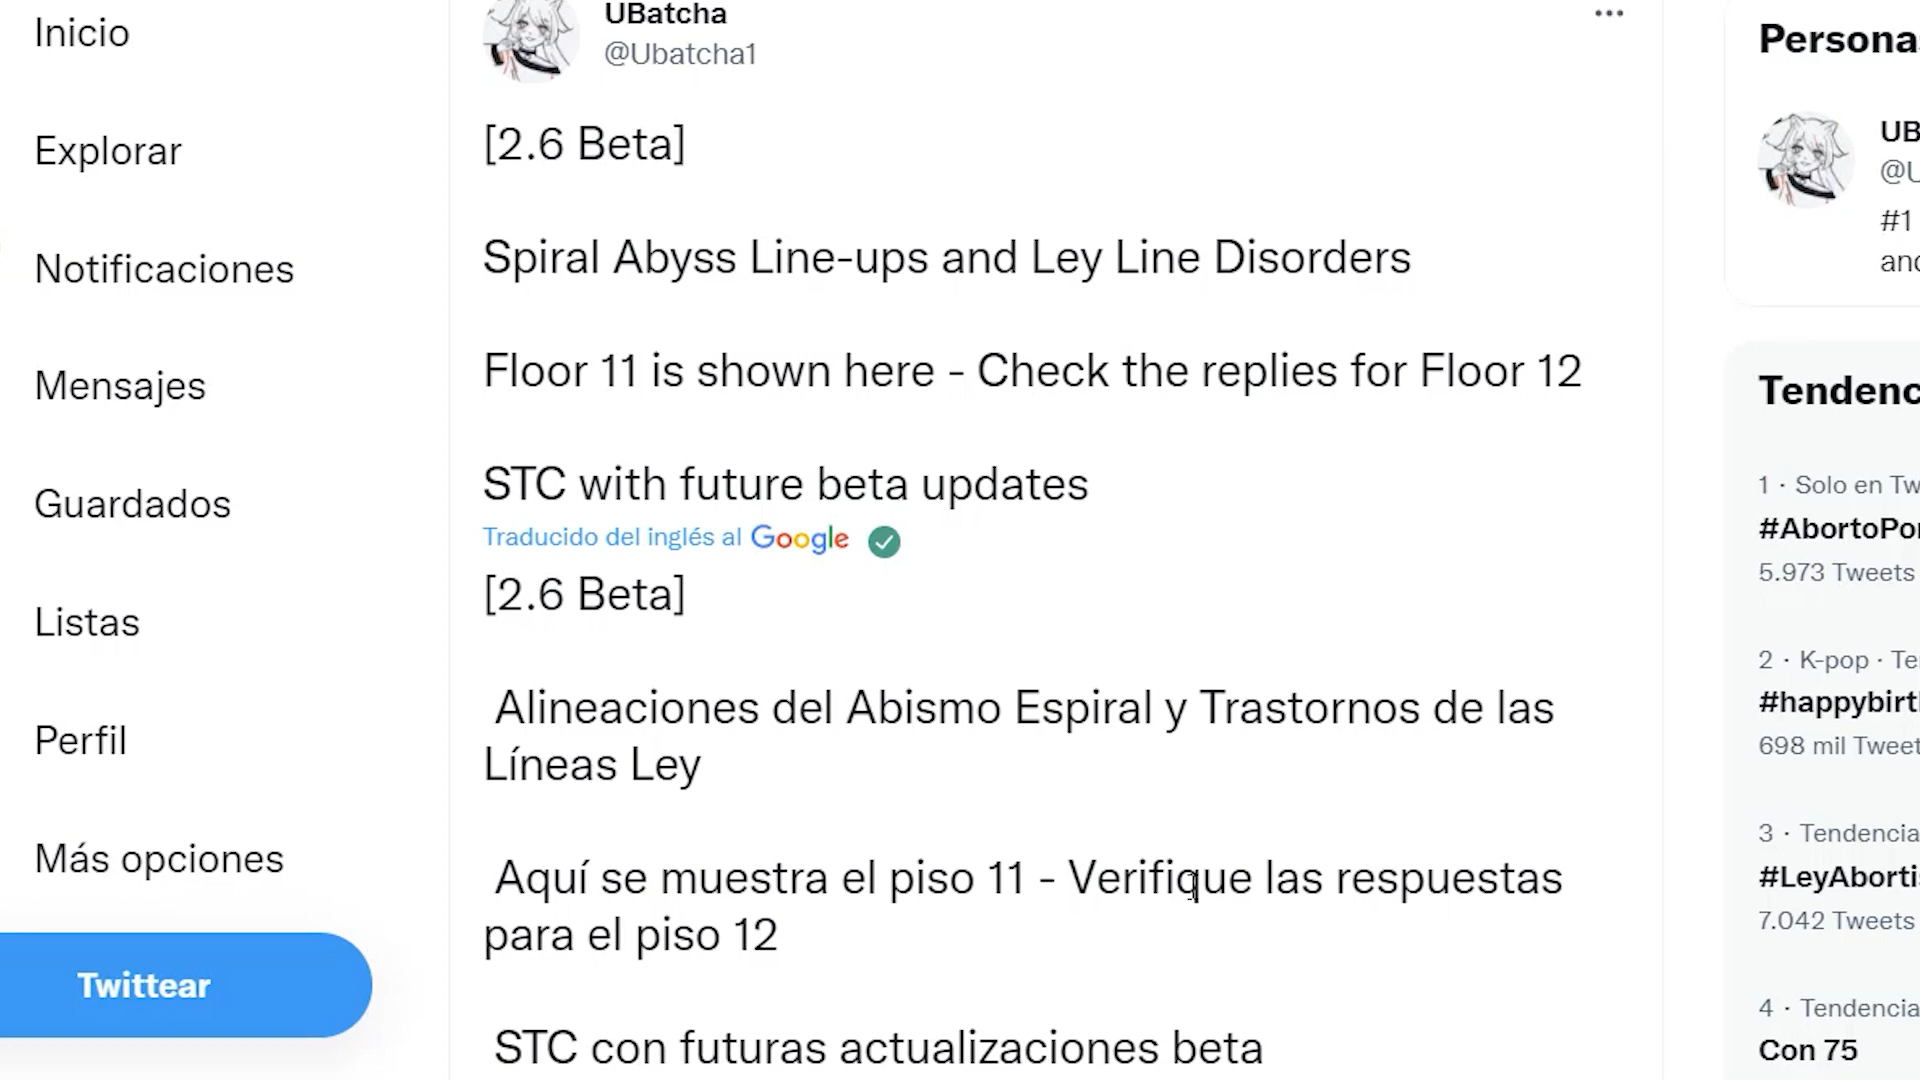 Inicio
Explorar
Notificaciones
Mensajes
Guardados
Listas
Perfil
Más opciones
Twittear
UBatcha
@Ubatcha1
[2.6 Beta]
Spiral Abyss Line-ups and Ley Line Disorders
Floor 11 is shown here - Check the replies for Floor 12
STC with future beta updates
Traducido del inglés al Google
[2.6 Beta]
Alineaciones del Abismo Espiral y Trastornos de las
Líneas Ley
Aquí se muestra el piso 11 - Verifique las respuestas
para el piso 12
STC con futuras actualizaciones beta
Persona
UB
@U
#1
and
Tendenc
1 · Solo en Tw
#AbortoPo
5.973 Tweets
2 · K-pop · Te
#happybirt
698 mil Tweet
3 · Tendencia
#LeyAborti
7.042 Tweets
4 · Tendencia
Con 75